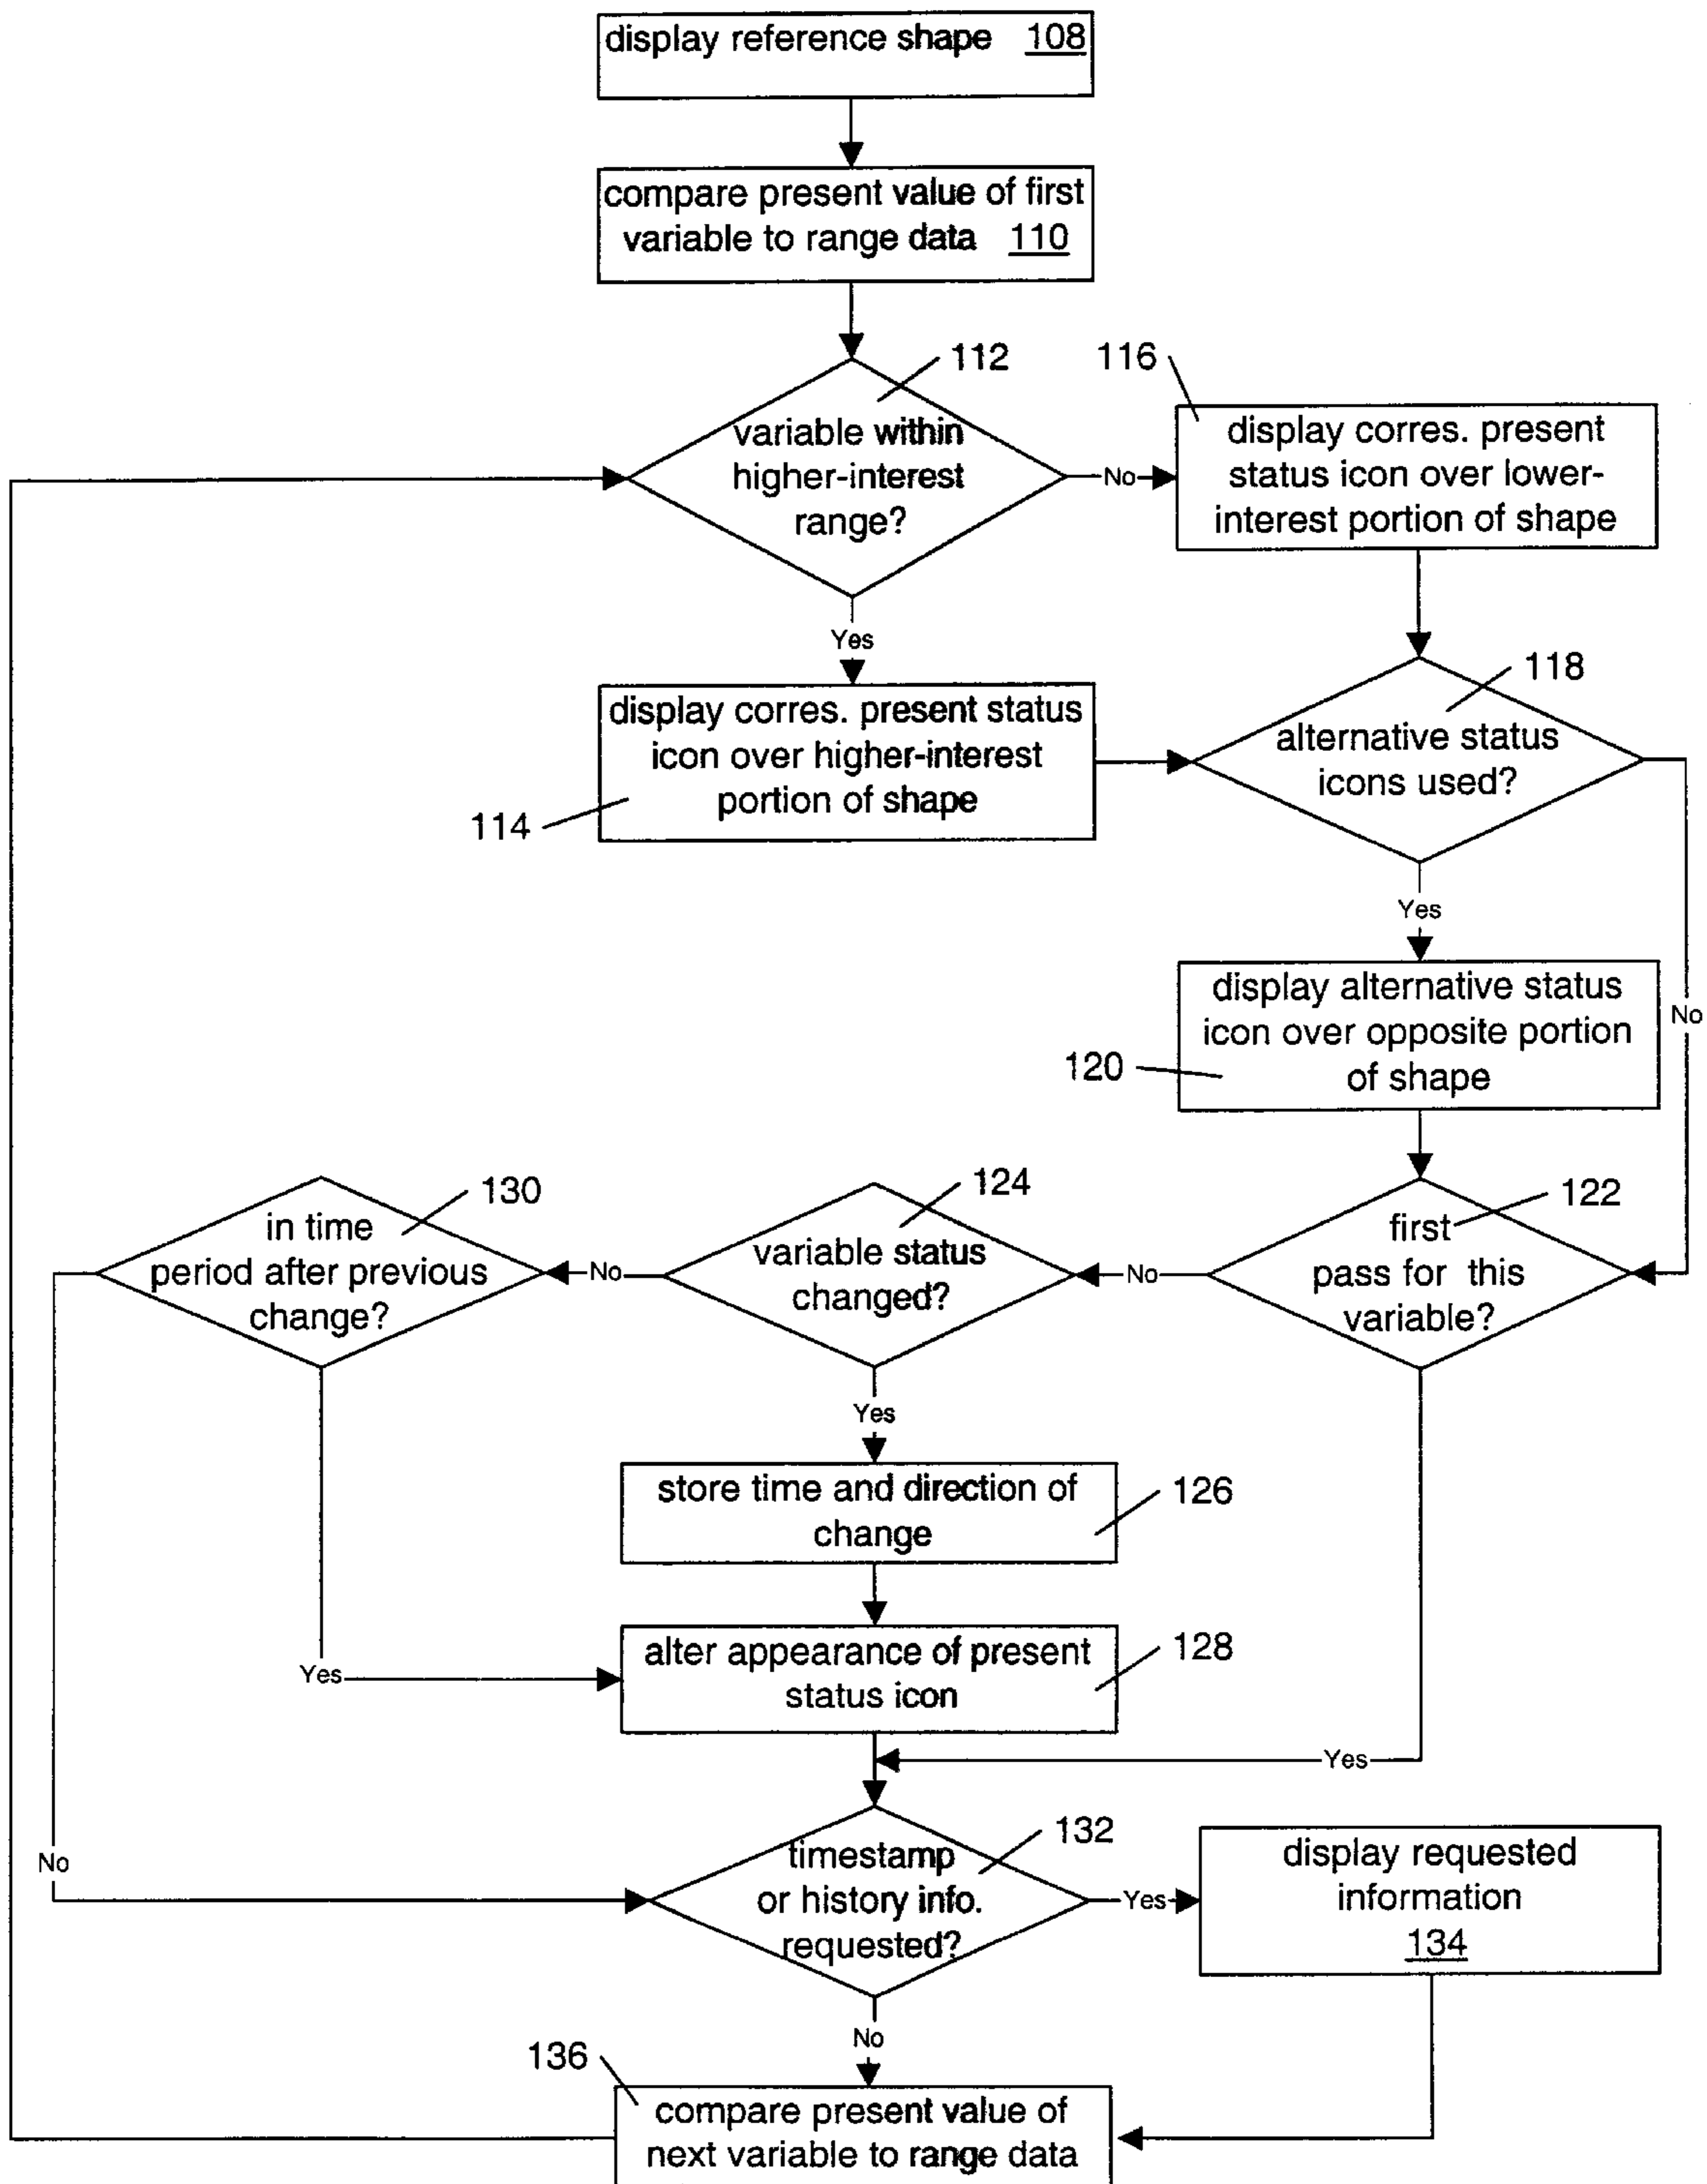 display reference shape 108
compare present value of first
variable to range data 110
112
variable within
higher-interest
range?
No
116
display corres. present
status icon over lower-
interest portion of shape
Yes
display corres. present status
icon over higher-interest
portion of shape
114
118
alternative status
icons used?
Yes
No
display alternative status
icon over opposite portion
of shape
120
122
first
pass for this
variable?
No
124
variable status
changed?
No
130
in time
period after previous
change?
Yes
store time and direction of
change
126
alter appearance of present
status icon
128
Yes
Yes
No
132
timestamp
or history info.
requested?
Yes
display requested
information
134
No
136
compare present value of
next variable to range data